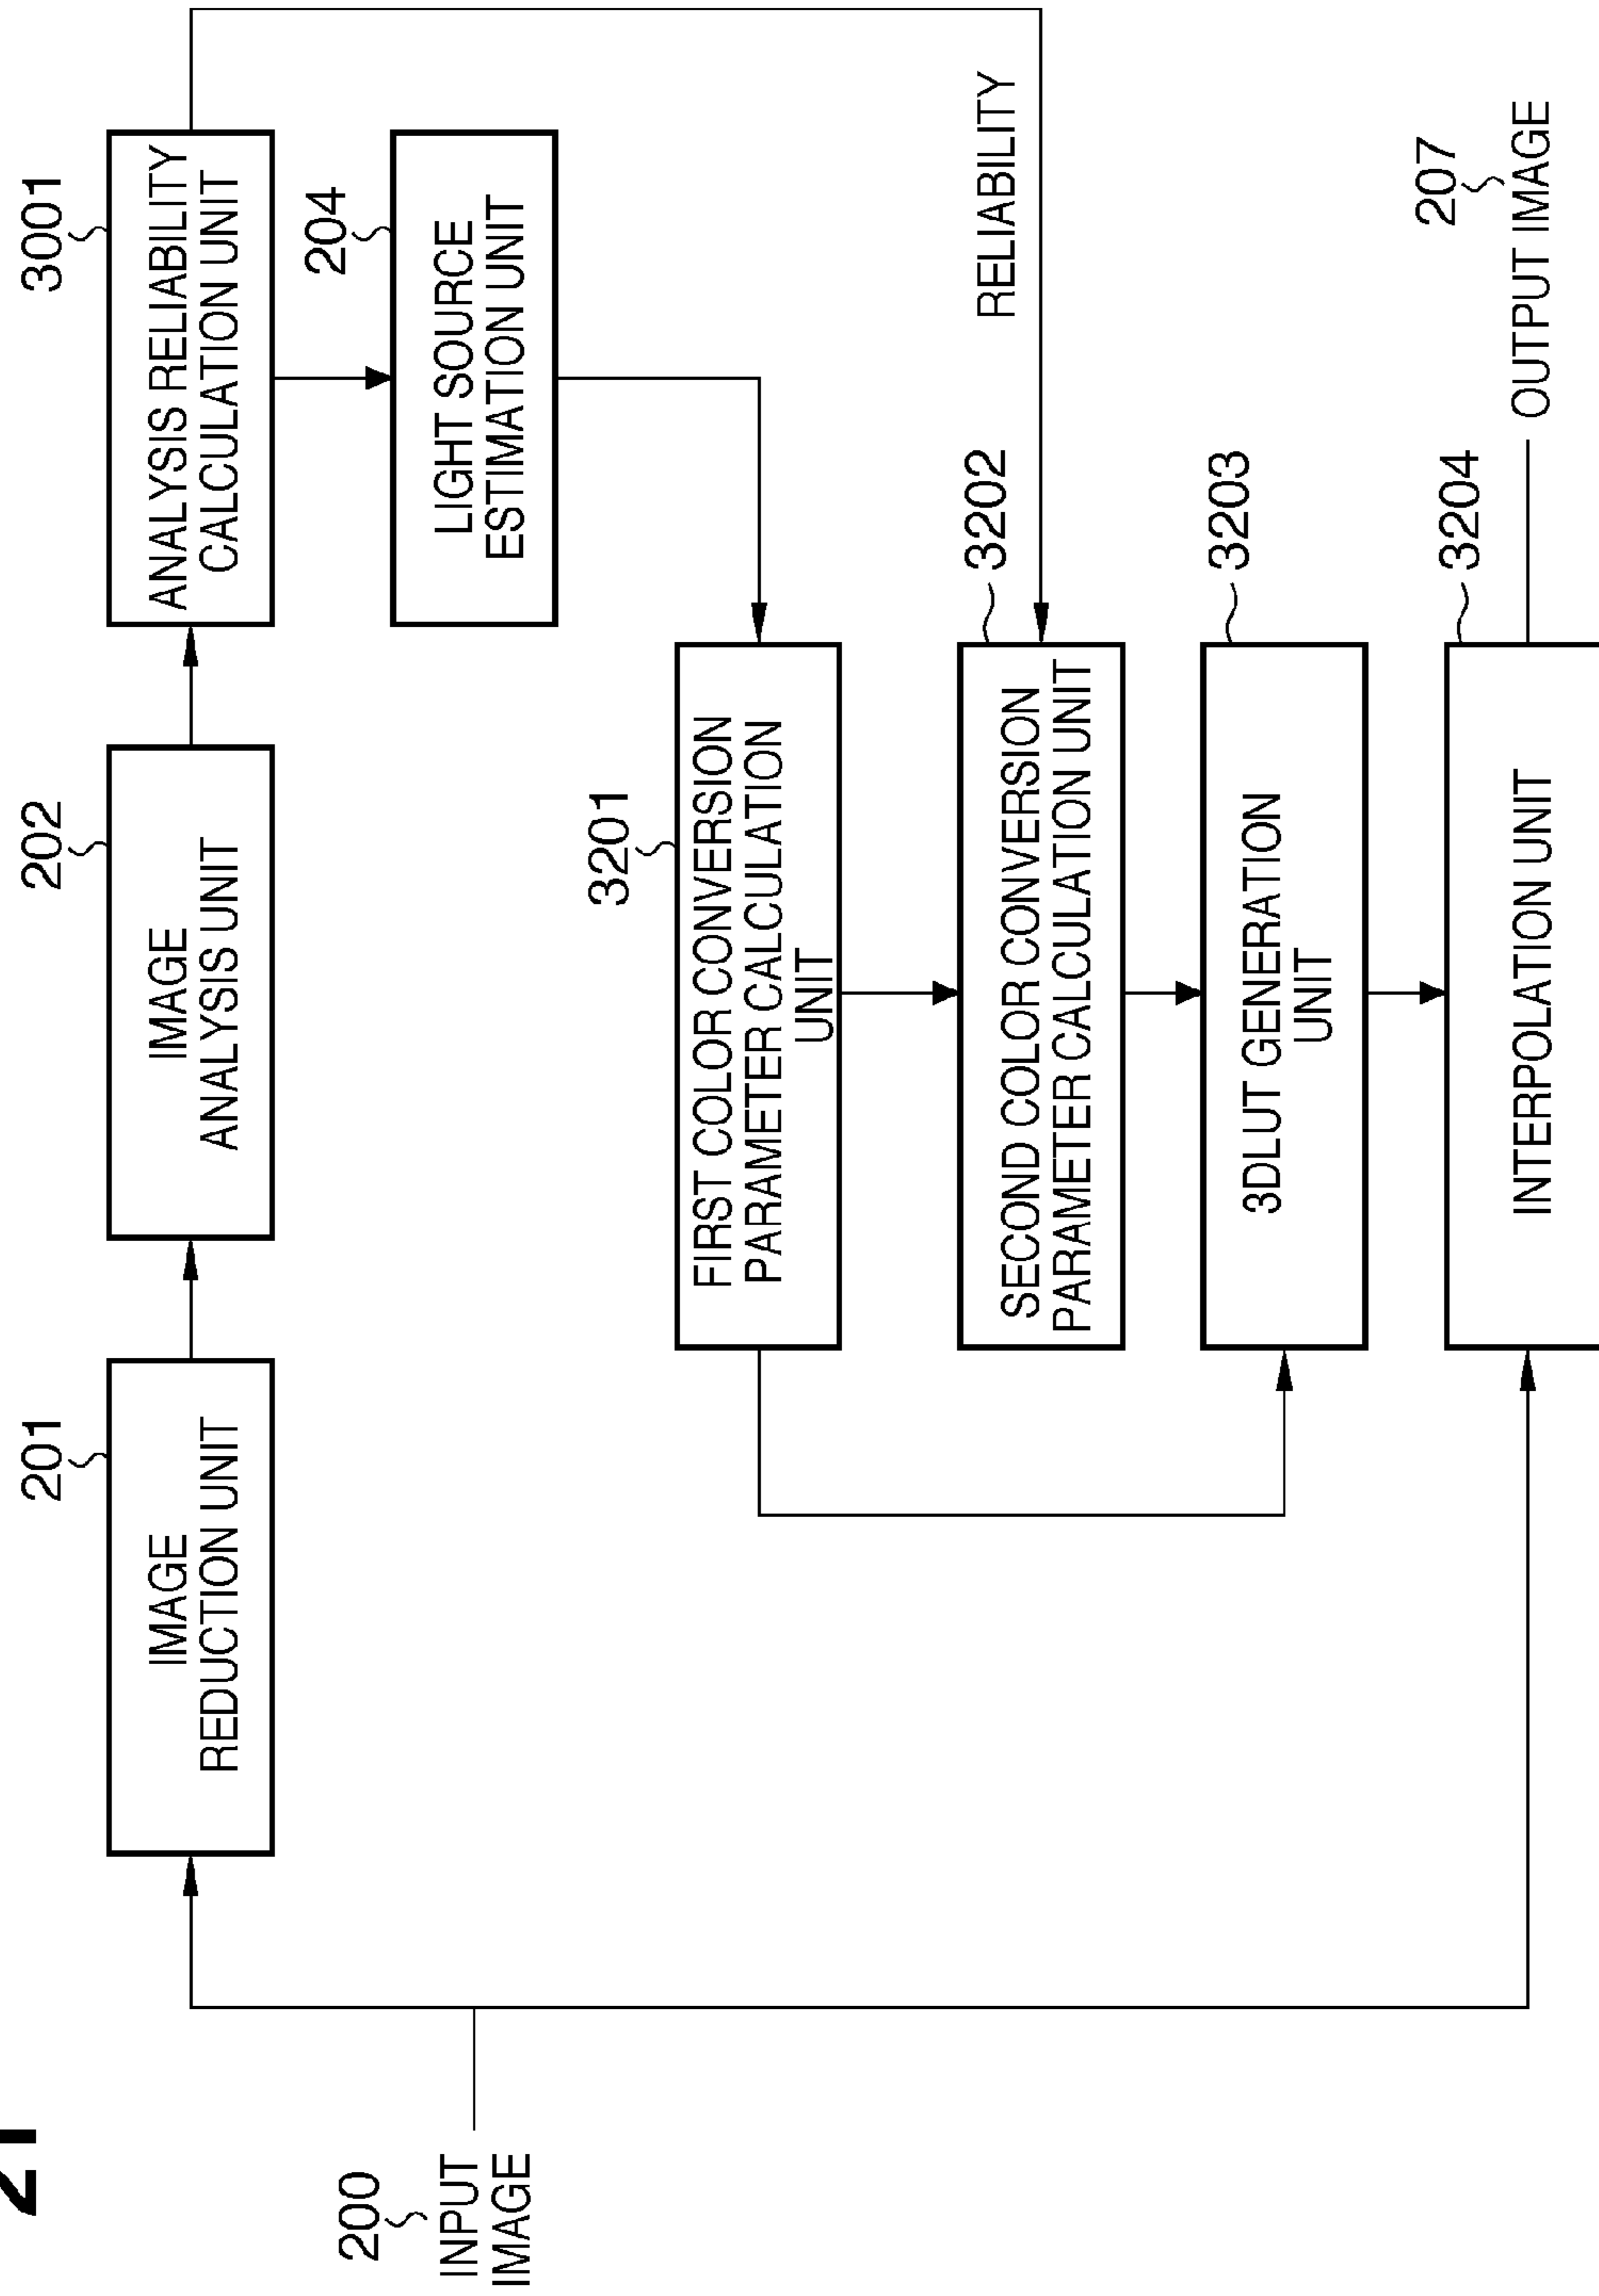 21
200
INPUT
IMAGE
201
IMAGE
REDUCTION UNIT
202
IMAGE
ANALYSIS UNIT
3001
ANALYSIS RELIABILITY
CALCULATION UNIT
204
LIGHT SOURCE
ESTIMATION UNIT
3201
FIRST COLOR CONVERSION
PARAMETER CALCULATION
UNIT
RELIABILITY
3202
SECOND COLOR CONVERSION
PARAMETER CALCULATION UNIT
3203
3DLUT GENERATION
UNIT
3204
INTERPOLATION UNIT
207
OUTPUT IMAGE